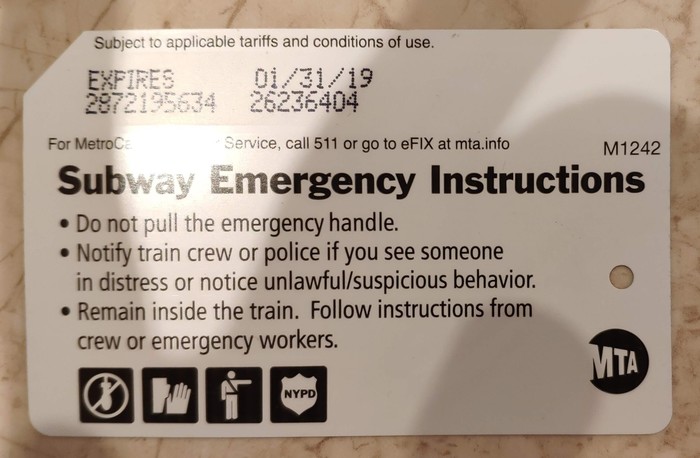 Subject to applicable tariffs and conditions of use.
EXPIRES 01/31/19
2872195634 26236404
For MetroCa Service, call 511 or go to eFIX at mta.info
M1242
Subway Emergency Instructions
• Do not pull the emergency handle.
• Notify train crew or police if you see someone
in distress or notice unlawful/suspicious behavior.
• Remain inside the train. Follow instructions from
crew or emergency workers.
NYPD
MTA